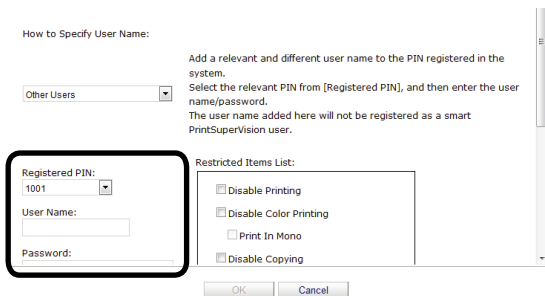 How to Specify User Name:
Add a relevant and different user name to the PIN registered in the
system.
Other Users
Select the relevant PIN from [Registered PIN], and then enter the user
name/password.
The user name added here will not be registered as a smart
PrintSuperVision user.
Registered PIN:
1001
User Name:
Password:
Restricted Items List:
Disable Printing
Disable Color Printing
Print In Mono
Disable Copying
OK
Cancel